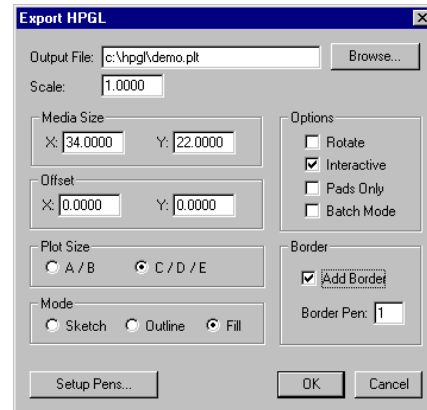 Export HPGL
Output File: c:\hpgl\demo.plt Browse...
Scale: 1.0000
Media Size
X: 34.0000 Y: 22.0000
Options
Rotate
Interactive
Pads Only
Batch Mode
Offset
X: 0.0000 Y: 0.0000
Plot Size
A / B C / D / E
Border
Add Border
Border Pen: 1
Mode
Sketch Outline Fill
Setup Pens... OK Cancel